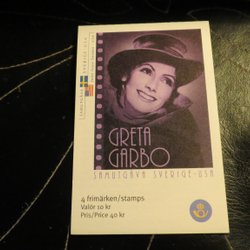 GRETA
GARBO
SAMUTGÅVA SVERIGE-USA
4 frimärken/stamps
Valör 10 kr
Pris/Price 40 kr